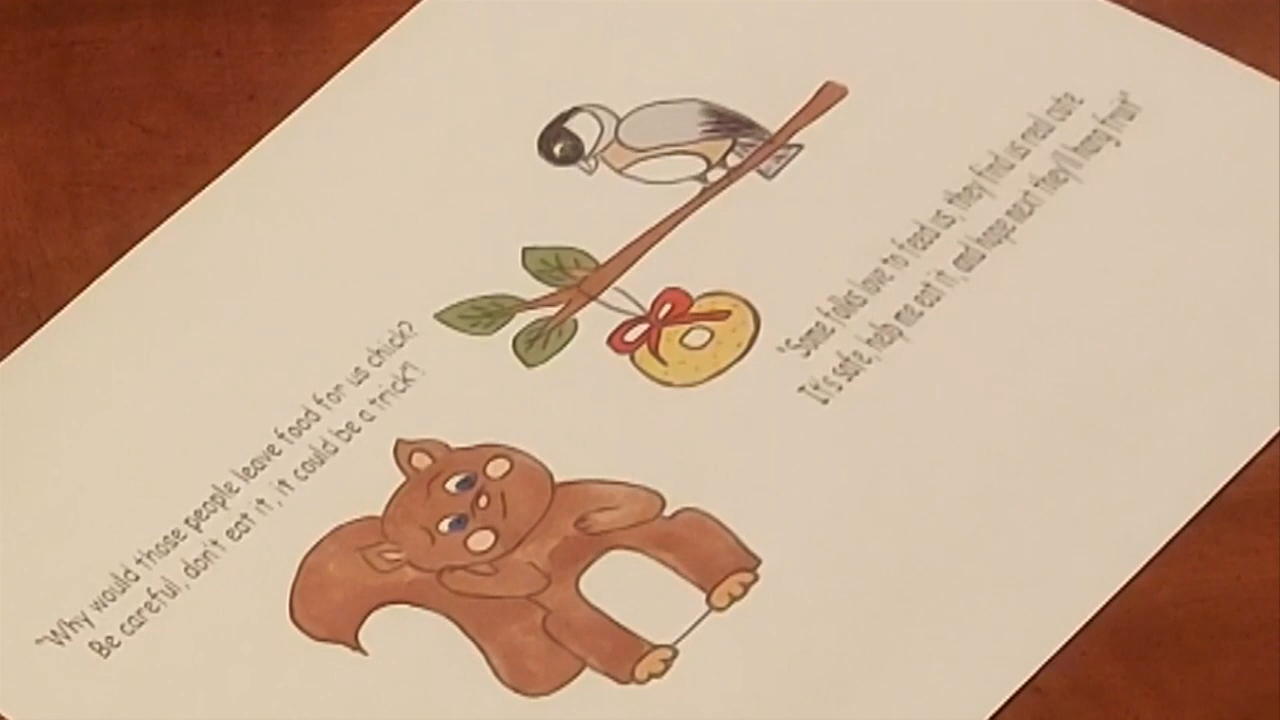 "Why would those people leave food for us chick?
Be careful, don't eat it, it could be a trick"!
"Some folks love to feed us, they find us real cute
It's safe, help me eat it, and hope next they'll hang fruit"